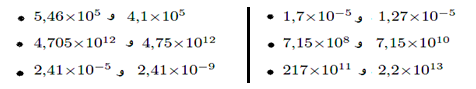 • 5,46×10⁵ و 4,1×10⁵
• 4,705×10¹² و 4,75×10¹²
• 2,41×10⁻⁵ و 2,41×10⁻⁹
• 1,7×10⁻⁵ و 1,27×10⁻⁵
• 7,15×10⁸ و 7,15×10¹⁰
• 217×10¹¹ و 2,2×10¹³